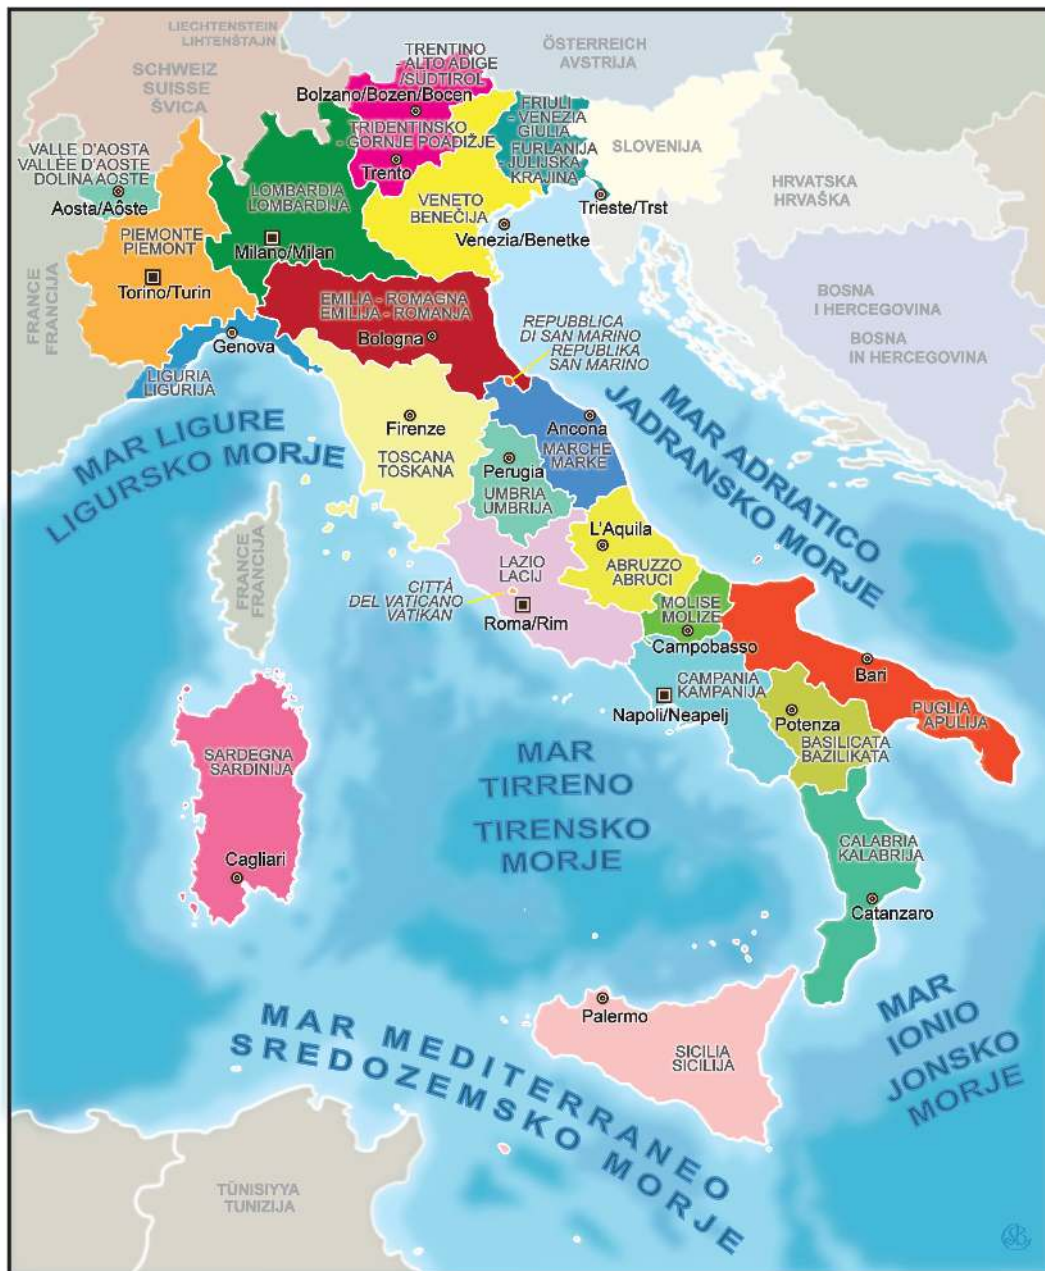 LIECHTENSTEIN
LIHTENŠTAJN
SCHWEIZ
SUISSE
ŠVICA
ÖSTERREICH
AVSTRIJA
TRENTINO
- ALTO ADIGE
/SÜDTIROL
Bolzano/Bozen/Bocen
TRIDENTINSKO
- GORNJE POADIŽJE
Trento
FRIULI
- VENEZIA
GIULIA
FURLANIJA
- JULIJSKA
KRAJINA
SLOVENIJA
HRVATSKA
HRVAŠKA
VALLE D'AOSTA
VALLÉE D'AOSTE
DOLINA AOSTE
Aosta/Aôste
LOMBARDIA
LOMBARDIJA
Milano/Milan
VENETO
BENEČIJA
Venezia/Benetke
Trieste/Trst
PIEMONTE
PIEMONT
Torino/Turin
FRANCE
FRANCIJA
EMILIA - ROMAGNA
EMILIJA - ROMANJA
Bologna
BOSNA
I HERCEGOVINA
BOSNA
IN HERCEGOVINA
Genova
LIGURIA
LIGURIJA
REPUBBLICA
DI SAN MARINO
REPUBLIKA
SAN MARINO
MAR LIGURE
LIGURSKO MORJE
Firenze
TOSCANA
TOSKANA
Ancona
MARCHE
MARKE
Perugia
UMBRIA
UMBRIJA
MAR ADRIATICO
JADRANSKO MORJE
FRANCE
FRANCIJA
L'Aquila
ABRUZZO
ABRUCI
LAZIO
LACIJ
CITTÀ
DEL VATICANO
VATIKAN
Roma/Rim
MOLISE
MOLIZE
Campobasso
CAMPANIA
KAMPANIJA
Napoli/Neapelj
Bari
PUGLIA
APULIJA
Potenza
BASILICATA
BAZILIKATA
SARDEGNA
SARDINIJA
Cagliari
MAR
TIRRENO
TIRENSKO
MORJE
CALABRIA
KALABRIJA
Catanzaro
Palermo
SICILIA
SICILIJA
MAR
IONIO
JONSKO
MORJE
MAR MEDITERRANEO
SREDOZEMSKO MORJE
TŪNISIYYA
TUNIZIJA